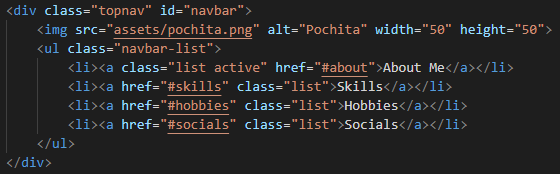 <div class="topnav" id="navbar">
<img src="assets/pochita.png" alt="Pochita" width="50" height="50">
<ul class="navbar-list">
<li><a class="list active" href="#about">About Me</a></li>
<li><a href="#skills" class="list">Skills</a></li>
<li><a href="#hobbies" class="list">Hobbies</a></li>
<li><a href="#socials" class="list">Socials</a></li>
</ul>
</div>